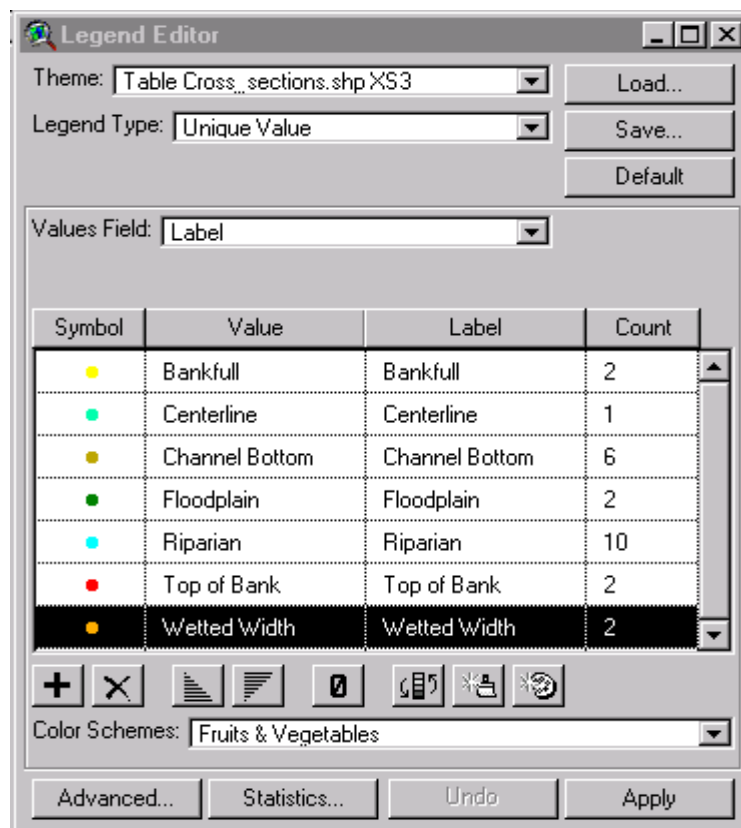 Legend Editor
Theme: Table Cross_sections.shp XS3
Load...
Legend Type: Unique Value
Save...
Default
Values Field: Label
Symbol Value Label Count
Bankfull Bankfull 2
Centerline Centerline 1
Channel Bottom Channel Bottom 6
Floodplain Floodplain 2
Riparian Riparian 10
Top of Bank Top of Bank 2
Wetted Width Wetted Width 2
Color Schemes: Fruits & Vegetables
Advanced... Statistics... Undo Apply